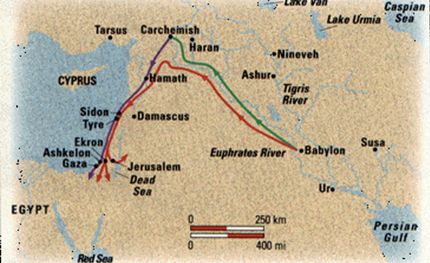 Lake Van
Caspian
Sea
Lake Urmia
Tarsus
Carchemish
Haran
Nineveh
CYPRUS
Hamath
Ashur
Tigris
River
Sidon
Tyre
Damascus
Ekron
Ashkelon
Gaza
Jerusalem
Dead
Sea
Euphrates River
Babylon
Susa
Ur
EGYPT
Persian
Gulf
Red Sea
0 250 km
0 400 mi